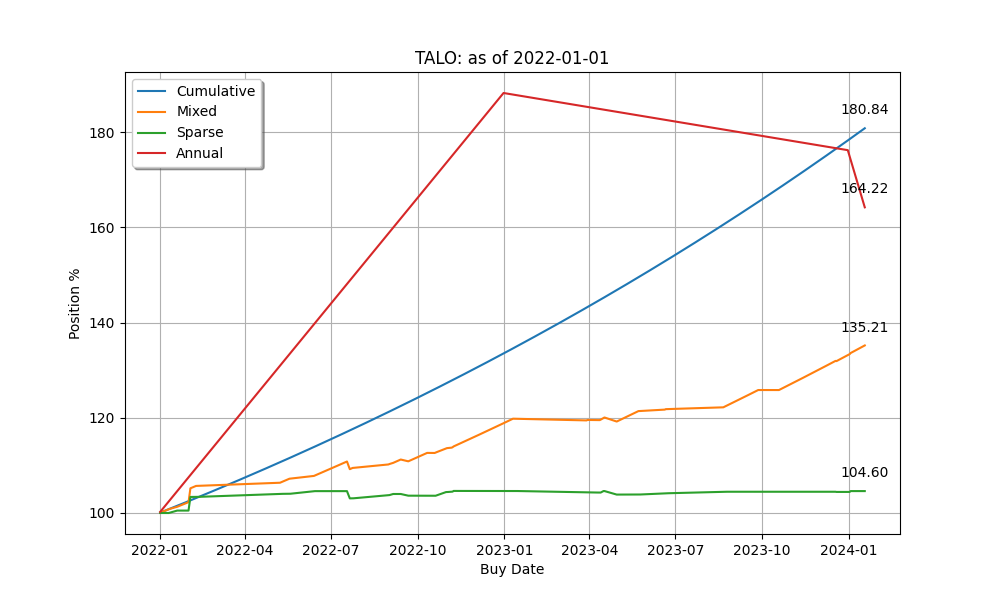 TALO: as of 2022-01-01
Cumulative
Mixed
Sparse
Annual
180.84
164.22
135.21
104.60
180
160
140
120
100
Position %
2022-01
2022-04
2022-07
2022-10
2023-01
2023-04
2023-07
2023-10
2024-01
Buy Date